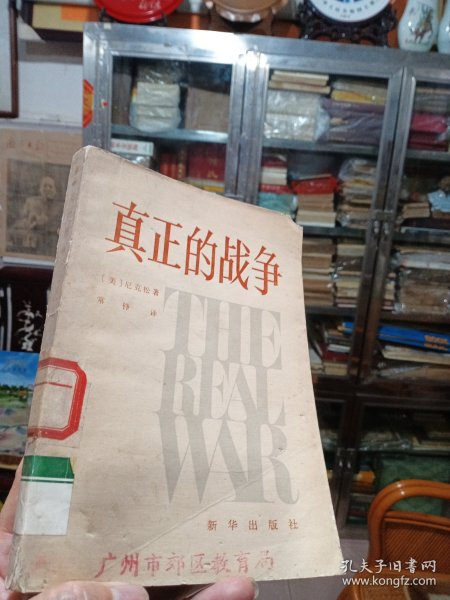 真正的战争
〔美〕尼克松著
常铮译
THE
REAL
WAR
新华出版社
广州市郊区教育局
孔夫子旧书网
www.kongfz.com